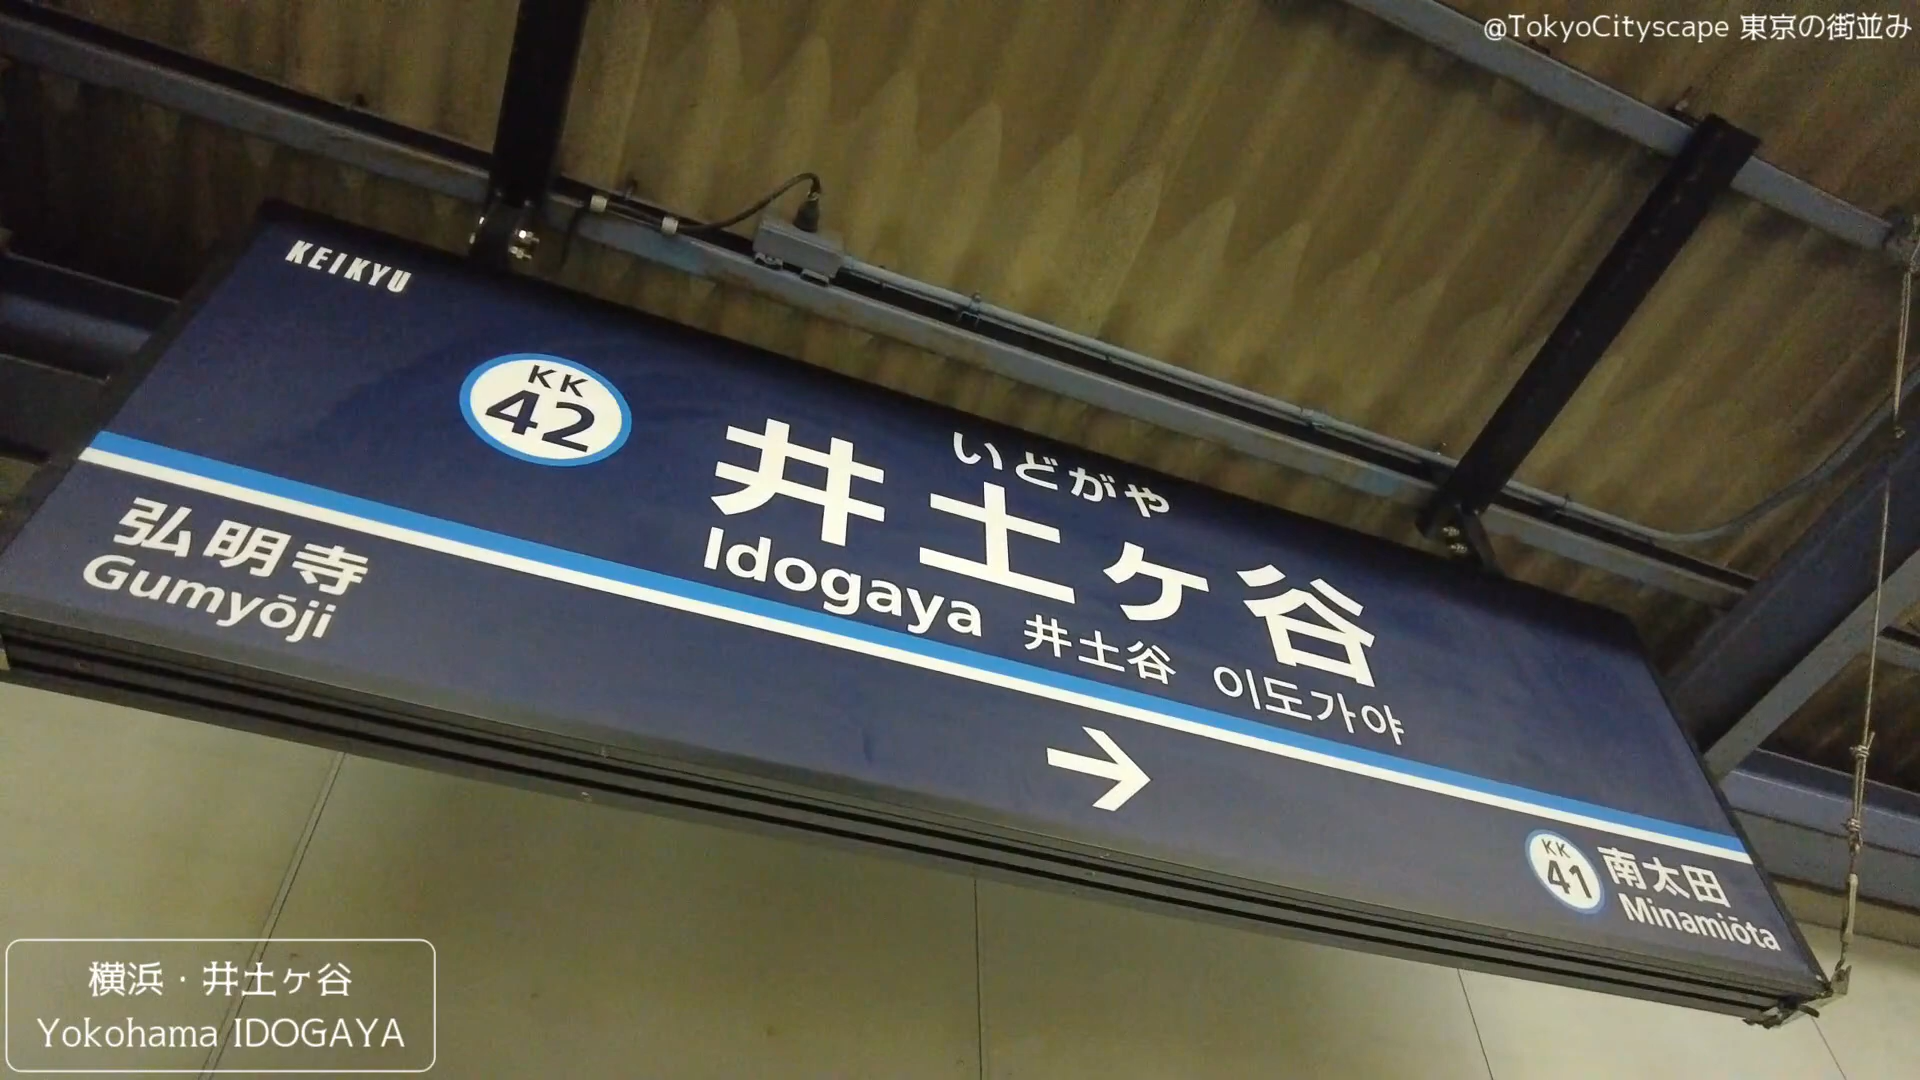 @TokyoCityscape 東京の街並み
KEIKYU
KK
42
いどがや
井土ヶ谷
Idogaya 井土谷 이도가야
弘明寺
Gumyōji
→
KK
41
南太田
Minamiōta
横浜・井土ヶ谷
Yokohama IDOGAYA